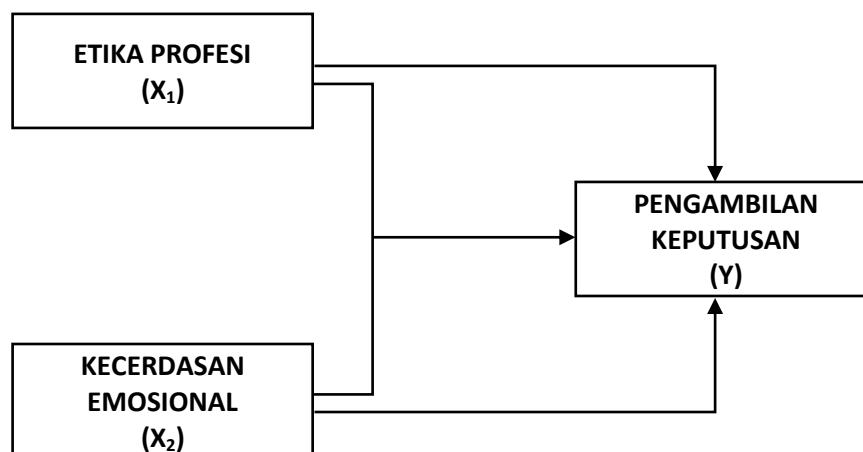 ETIKA PROFESI
(X₁)
PENGAMBILAN
KEPUTUSAN
(Y)
KECERDASAN
EMOSIONAL
(X₂)